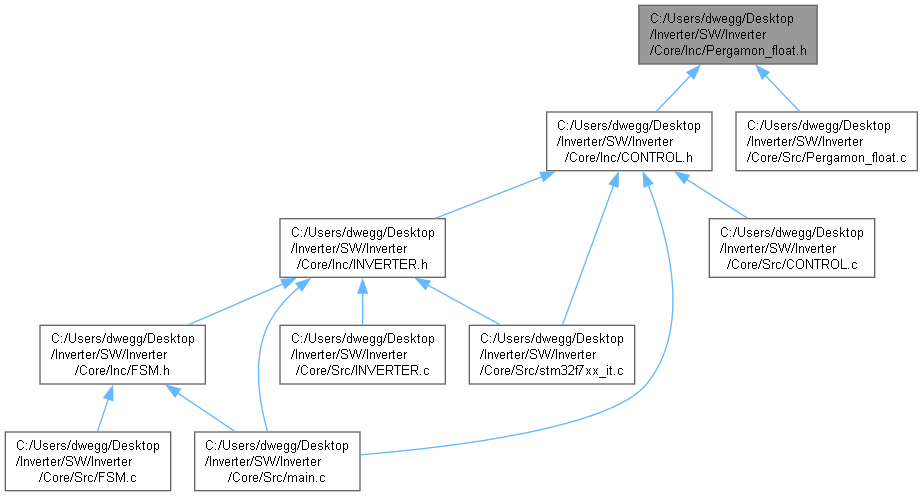 C:/Users/dwegg/Desktop
/Inverter/SW/Inverter
/Core/Inc/Pergamon_float.h
C:/Users/dwegg/Desktop
/Inverter/SW/Inverter
/Core/Inc/CONTROL.h
C:/Users/dwegg/Desktop
/Inverter/SW/Inverter
/Core/Src/Pergamon_float.c
C:/Users/dwegg/Desktop
/Inverter/SW/Inverter
/Core/Inc/INVERTER.h
C:/Users/dwegg/Desktop
/Inverter/SW/Inverter
/Core/Src/CONTROL.c
C:/Users/dwegg/Desktop
/Inverter/SW/Inverter
/Core/Inc/FSM.h
C:/Users/dwegg/Desktop
/Inverter/SW/Inverter
/Core/Src/INVERTER.c
C:/Users/dwegg/Desktop
/Inverter/SW/Inverter
/Core/Src/stm32f7xx_it.c
C:/Users/dwegg/Desktop
/Inverter/SW/Inverter
/Core/Src/FSM.c
C:/Users/dwegg/Desktop
/Inverter/SW/Inverter
/Core/Src/main.c